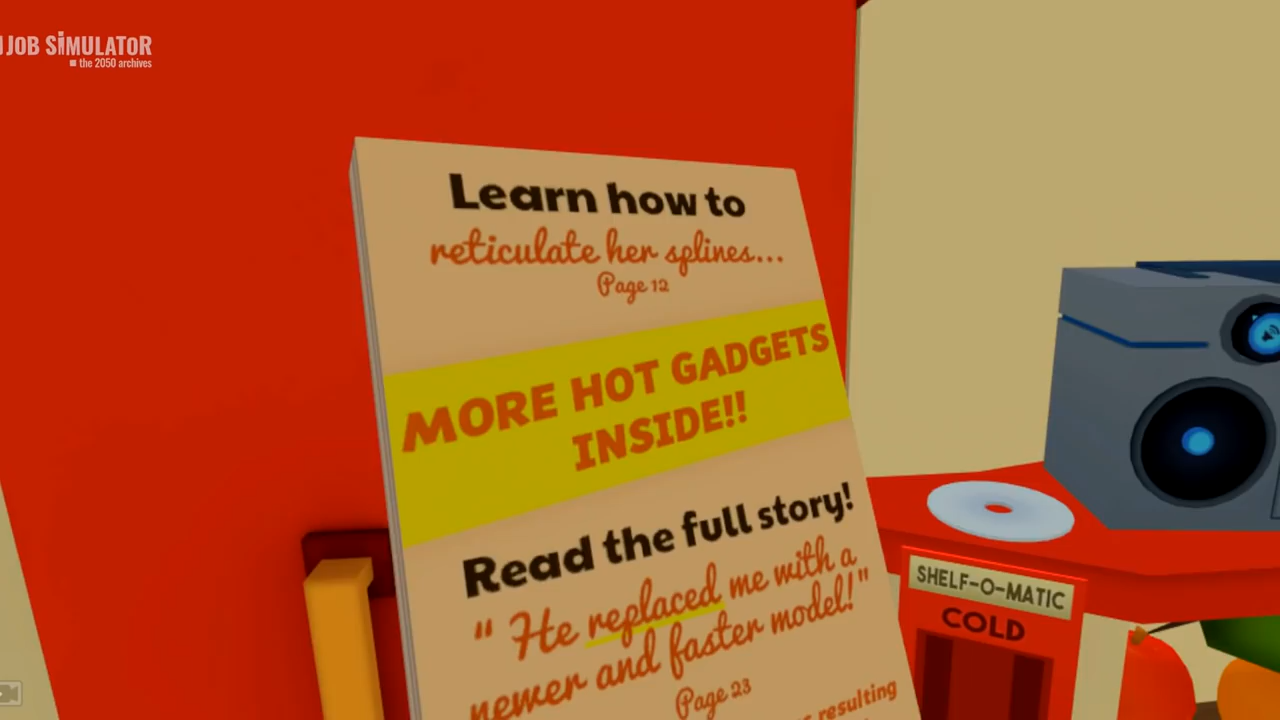 JOB SiMULAToR
the 2050 archives
Learn how to
reticulate her splines...
Page 12
MORE HOT GADGETS
INSIDE!!
Read the full story!
"He replaced me with a
newer and faster model!"
Page 23
resulting
SHELF-O-MATIC
COLD